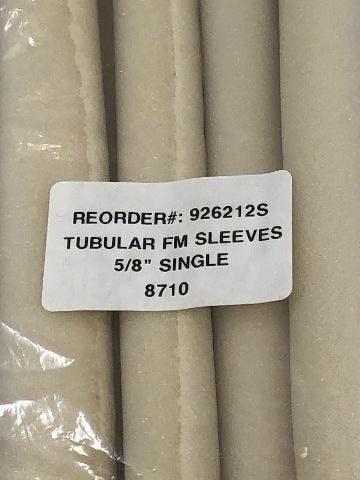 REORDER#: 926212S
TUBULAR FM SLEEVES
5/8" SINGLE
8710